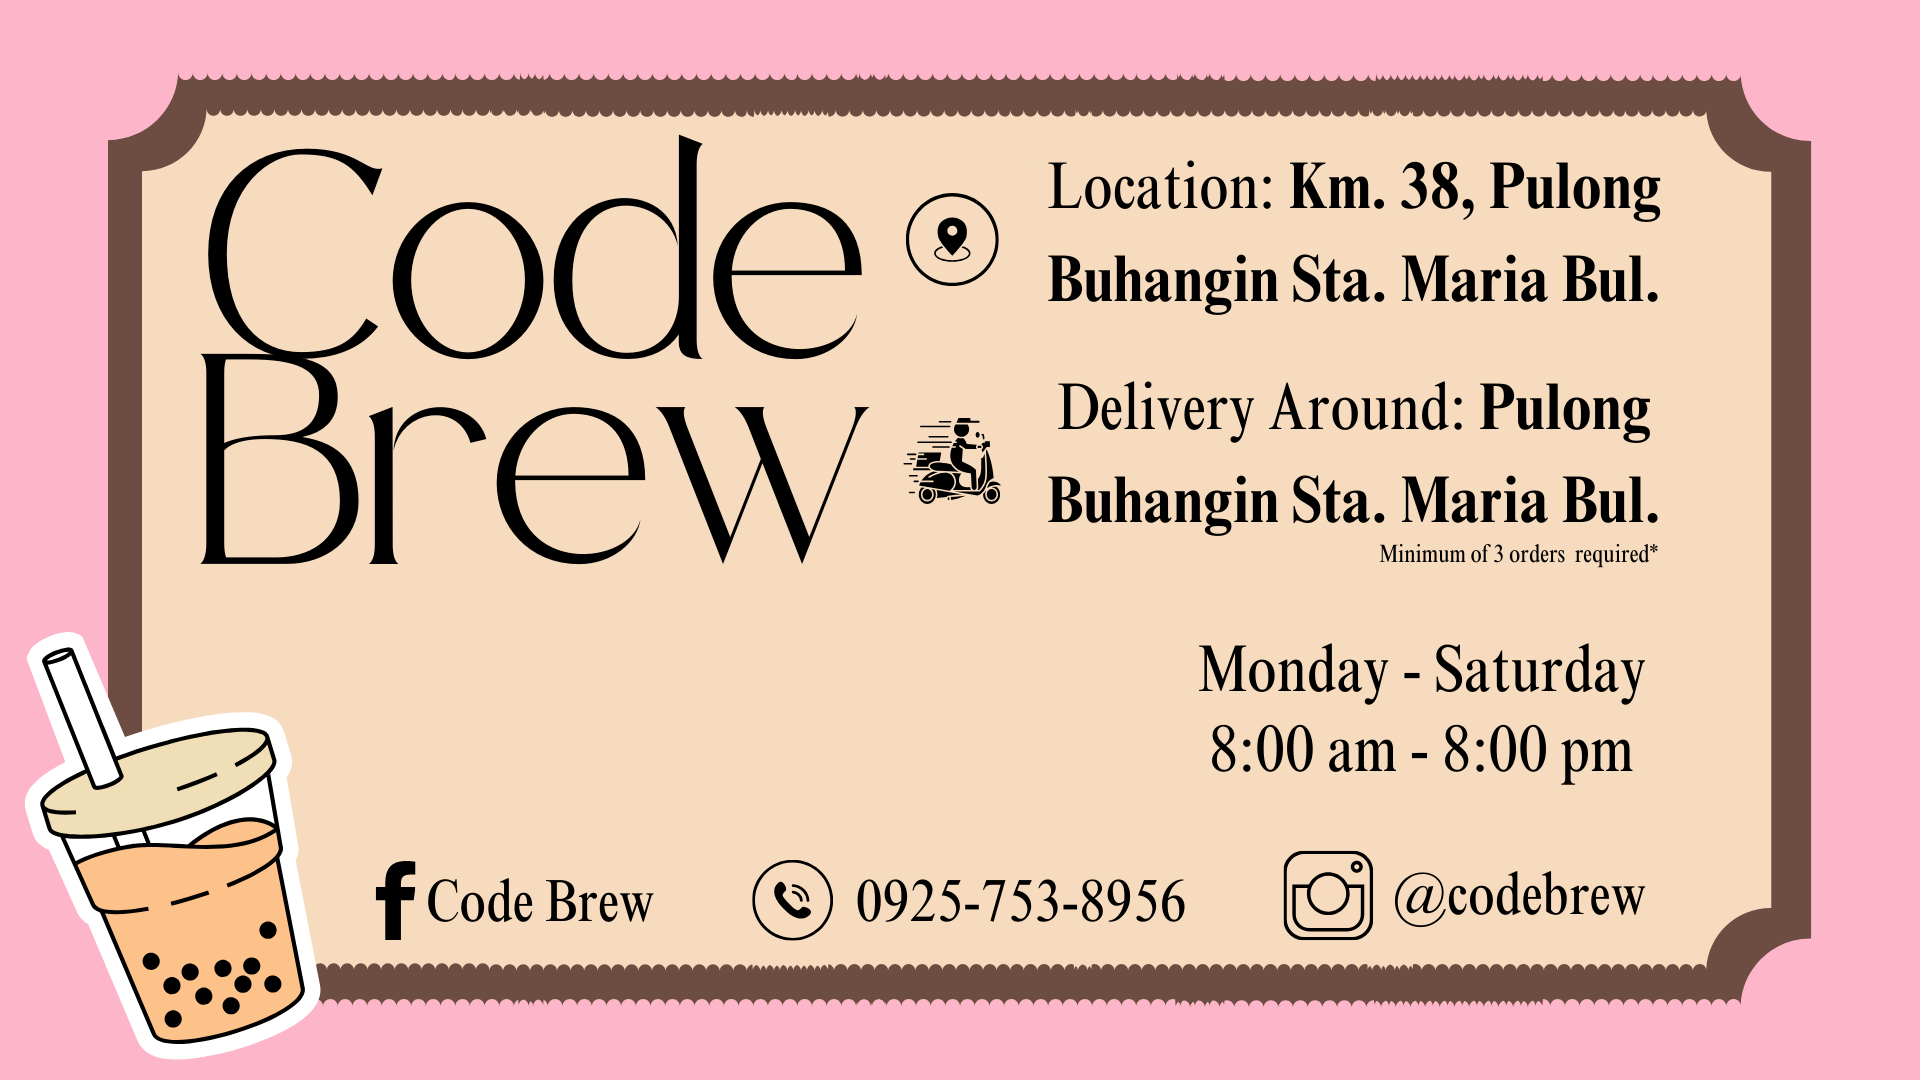 Code
Brew
Location: Km. 38, Pulong
Buhangin Sta. Maria Bul.
Delivery Around: Pulong
Buhangin Sta. Maria Bul.
Minimum of 3 orders required*
Monday - Saturday
8:00 am - 8:00 pm
Code Brew
0925-753-8956
@codebrew